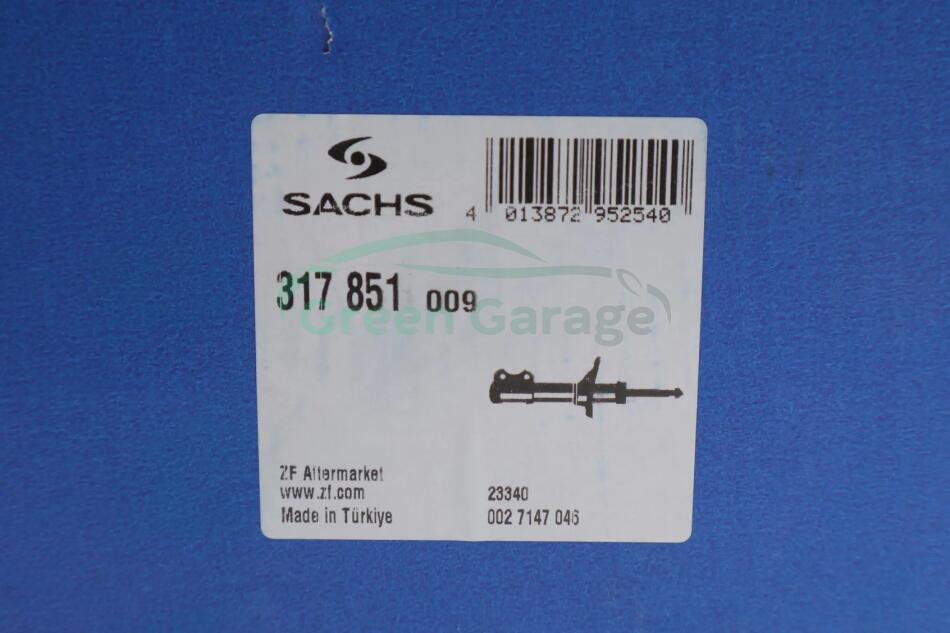 SACHS
4 013872 952540
317 851 009
Green Garage
ZF Aftermarket
www.zf.com
Made in Türkiye
23340
002 7147 046